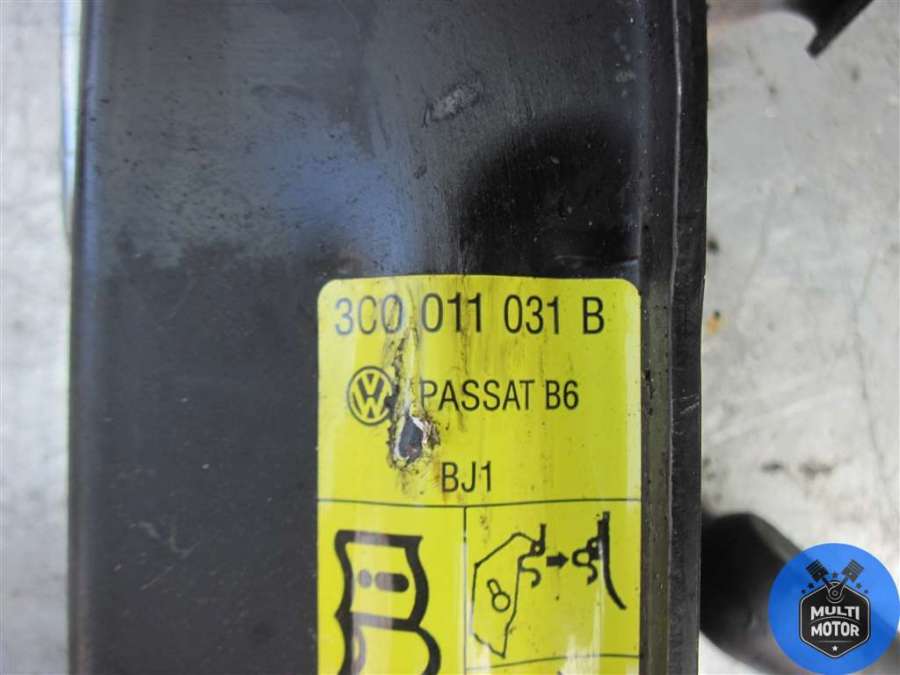 3C0 011 031 B
PASSAT B6
BJ1
MULTI
MOTOR